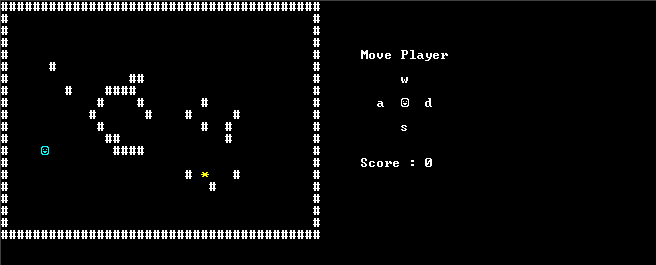 Move Player
w
a ☺ d
s
Score : 0